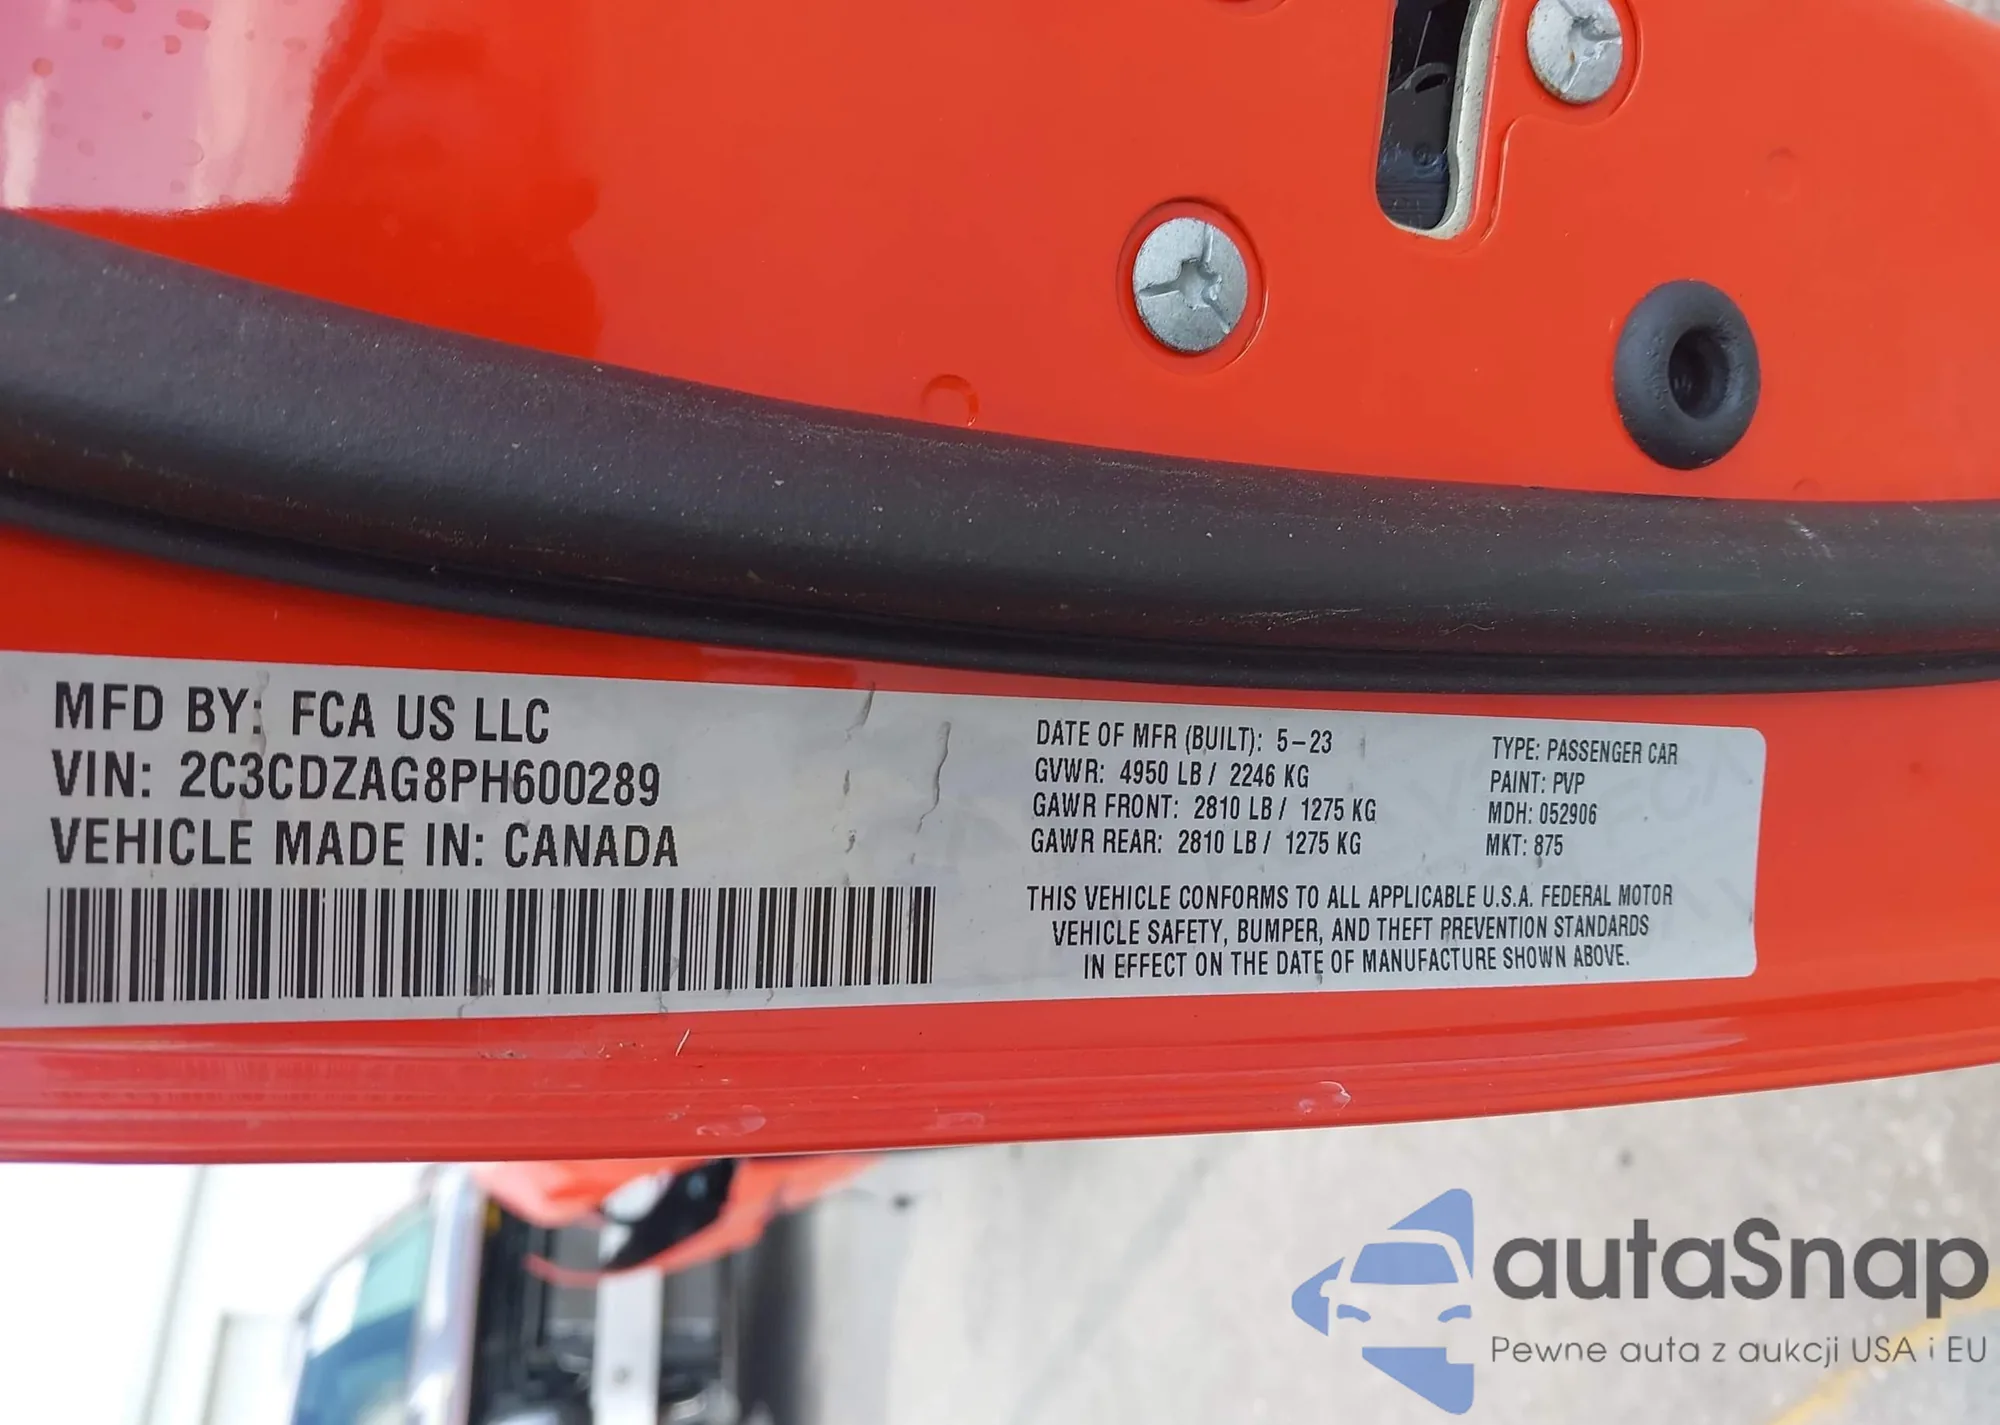 MFD BY: FCA US LLC
VIN: 2C3CDZAG8PH600289
VEHICLE MADE IN: CANADA
DATE OF MFR (BUILT): 5-23
GVWR: 4950 LB / 2246 KG
GAWR FRONT: 2810 LB / 1275 KG
GAWR REAR: 2810 LB / 1275 KG
TYPE: PASSENGER CAR
PAINT: PVP
MDH: 052906
MKT: 875
THIS VEHICLE CONFORMS TO ALL APPLICABLE U.S.A. FEDERAL MOTOR
VEHICLE SAFETY, BUMPER, AND THEFT PREVENTION STANDARDS
IN EFFECT ON THE DATE OF MANUFACTURE SHOWN ABOVE.
autaSnap
Pewne auta z aukcji USA i EU